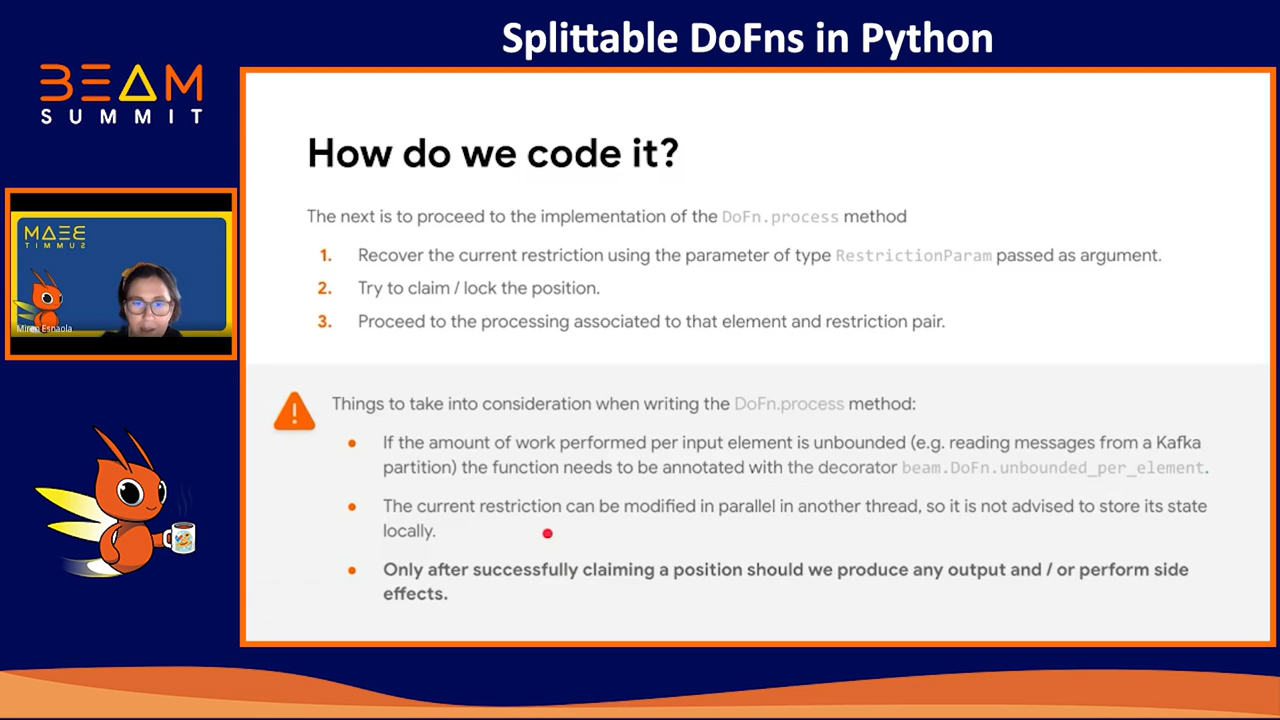 Splittable DoFns in Python
BEAM
SUMMIT
How do we code it?
The next is to proceed to the implementation of the DoFn.process method
1. Recover the current restriction using the parameter of type RestrictionParam passed as argument.
2. Try to claim / lock the position.
3. Proceed to the processing associated to that element and restriction pair.
Miren Esnaola
Things to take into consideration when writing the DoFn.process method:
• If the amount of work performed per input element is unbounded (e.g. reading messages from a Kafka
partition) the function needs to be annotated with the decorator beam.DoFn.unbounded_per_element.
• The current restriction can be modified in parallel in another thread, so it is not advised to store its state
locally.
• Only after successfully claiming a position should we produce any output and / or perform side
effects.